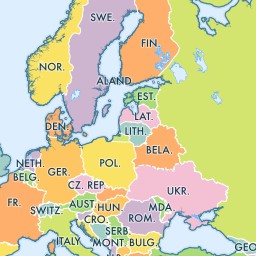 SWE.
FIN.
NOR.
ALAND
EST.
LAT.
DEN.
LITH.
BELA.
NETH.
BELG.
GER.
POL.
CZ. REP.
UKR.
FR.
SWITZ.
AUST.
HUN.
MDA.
CRO.
ROM.
SERB.
ITALY
MONT.
BULG.
GEO